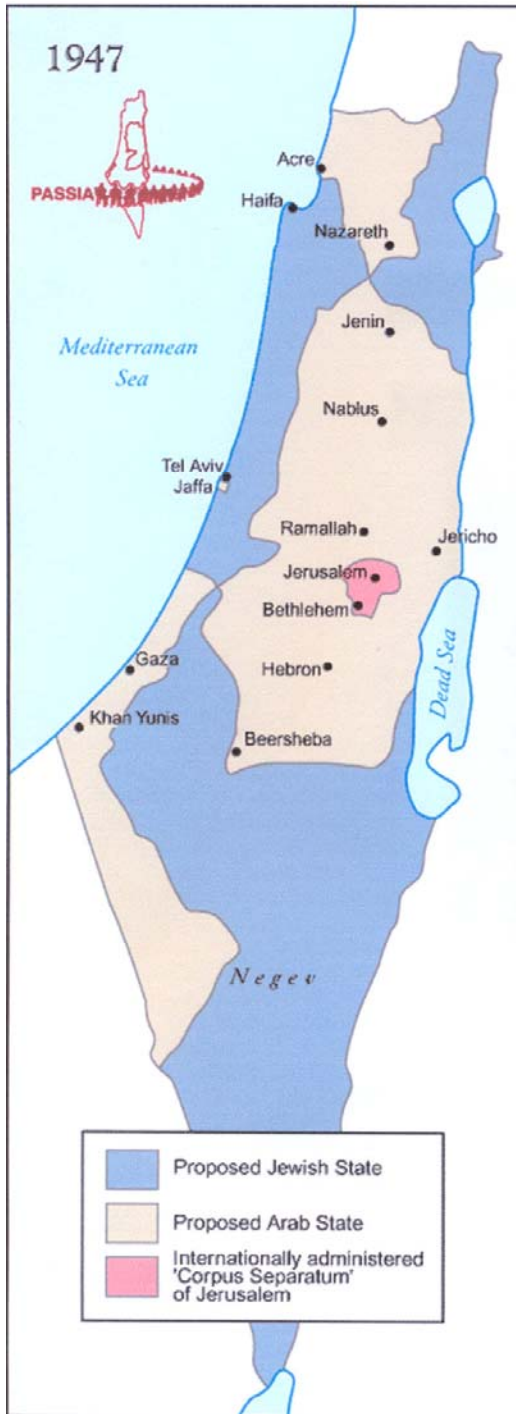 1947
PASSIA
Acre
Haifa
Nazareth
Mediterranean
Sea
Jenin
Nablus
Tel Aviv
Jaffa
Ramallah
Jericho
Jerusalem
Bethlehem
Gaza
Hebron
Dead Sea
Khan Yunis
Beersheba
Negev
Proposed Jewish State
Proposed Arab State
Internationally administered
'Corpus Separatum'
of Jerusalem